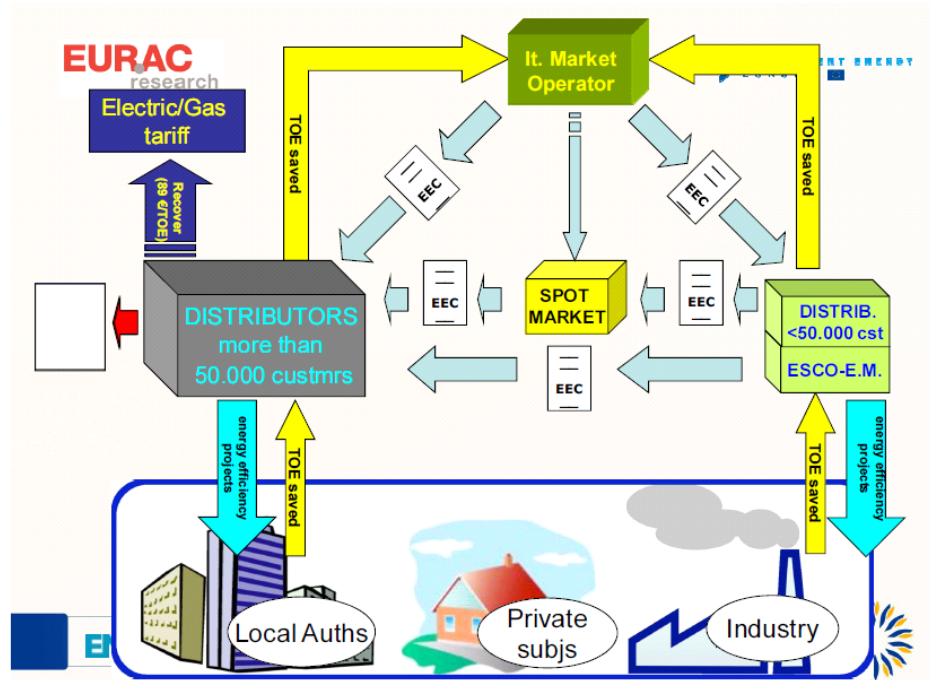 EURAC
research
It. Market
Operator
NT ENERGY
Electric/Gas
tariff
TOE saved
TOE saved
Recover
(89 €/TOE)
EEC
EEC
DISTRIBUTORS
more than
50.000 custmrs
EEC
SPOT
MARKET
EEC
DISTRIB.
<50.000 cst
ESCO-E.M.
EEC
energy efficiency
projects
TOE saved
TOE saved
energy efficiency
projects
Local Auths
Private
subjs
Industry